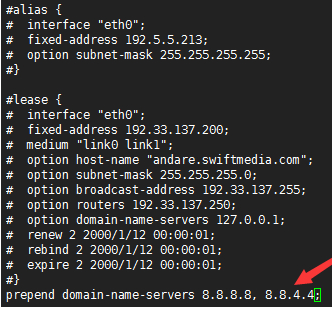 #alias {
#  interface "eth0";
#  fixed-address 192.5.5.213;
#  option subnet-mask 255.255.255.255;
#}

#lease {
#  interface "eth0";
#  fixed-address 192.33.137.200;
#  medium "link0 link1";
#  option host-name "andare.swiftmedia.com";
#  option subnet-mask 255.255.255.0;
#  option broadcast-address 192.33.137.255;
#  option routers 192.33.137.250;
#  option domain-name-servers 127.0.0.1;
#  renew 2 2000/1/12 00:00:01;
#  rebind 2 2000/1/12 00:00:01;
#  expire 2 2000/1/12 00:00:01;
#}
prepend domain-name-servers 8.8.8.8, 8.8.4.4;